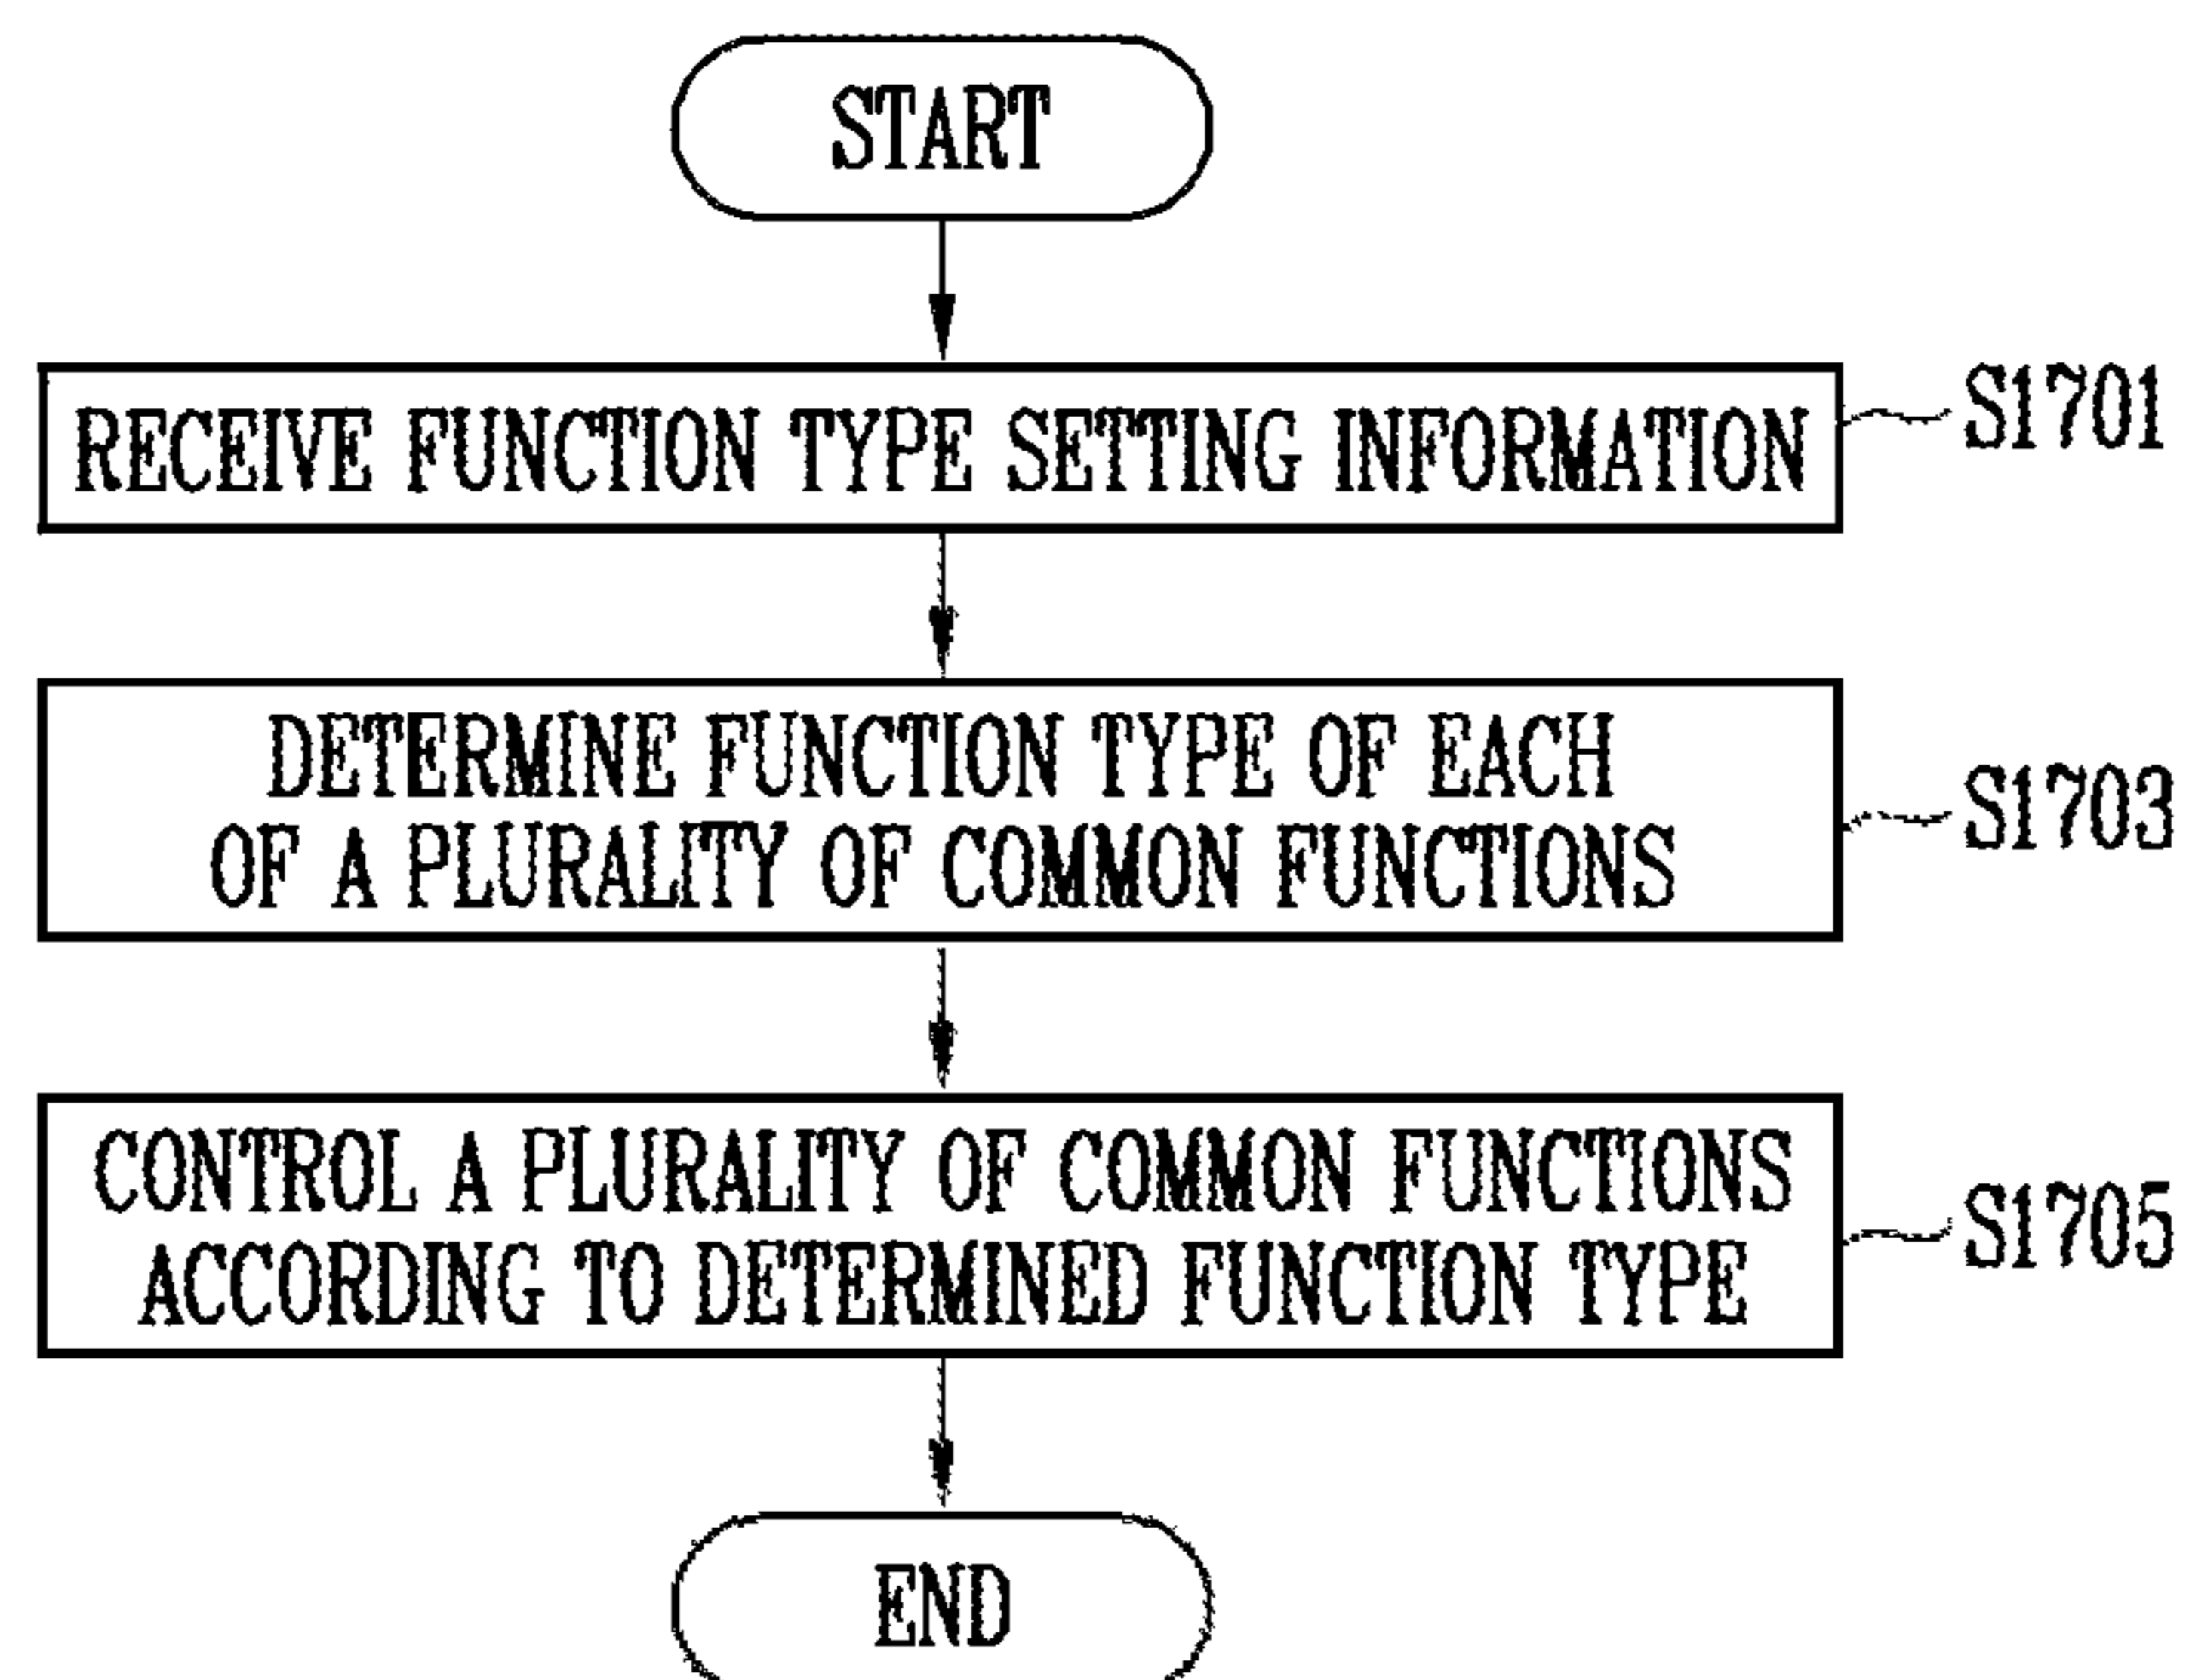 START
RECEIVE FUNCTION TYPE SETTING INFORMATION
S1701
DETERMINE FUNCTION TYPE OF EACH
OF A PLURALITY OF COMMON FUNCTIONS
S1703
CONTROL A PLURALITY OF COMMON FUNCTIONS
ACCORDING TO DETERMINED FUNCTION TYPE
S1705
END